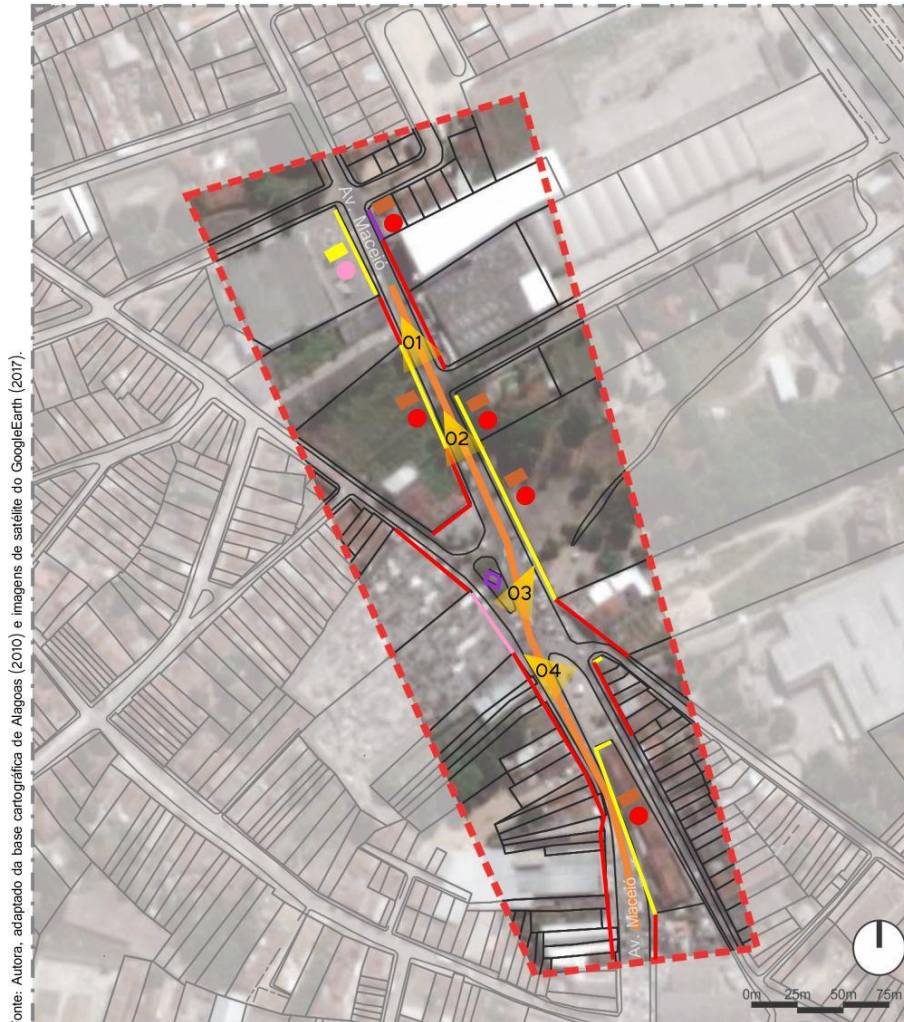 Fonte: Autora, adaptado da base cartográfica de Alagoas (2010) e imagens de satélite do GoogleEarth (2017).
Av. Maceió
01
02
03
04
Av. Maceió
0m 25m 50m 75m